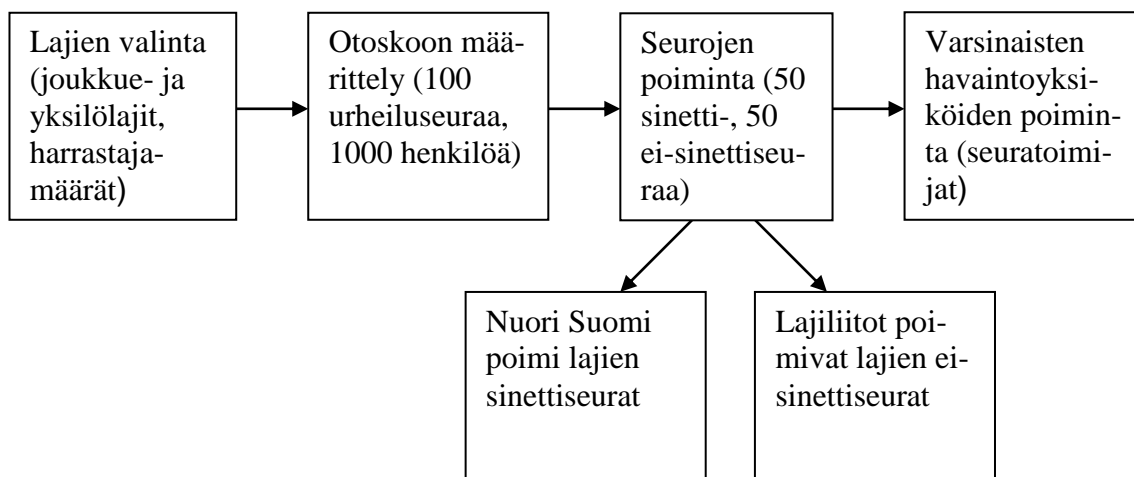 Lajien valinta
(joukkue- ja
yksilölajit,
harrastaja-
määrät)
Otoskoon mää-
rittely (100
urheiluseuraa,
1000 henkilöä)
Seurojen
poiminta (50
sinetti-, 50
ei-sinettiseu-
raa)
Varsinaisten
havaintoyksi-
köiden poimin-
ta (seuratoimi-
jat)
Nuori Suomi
poimi lajien
sinettiseurat
Lajiliitot poi-
mivat lajien ei-
sinettiseurat